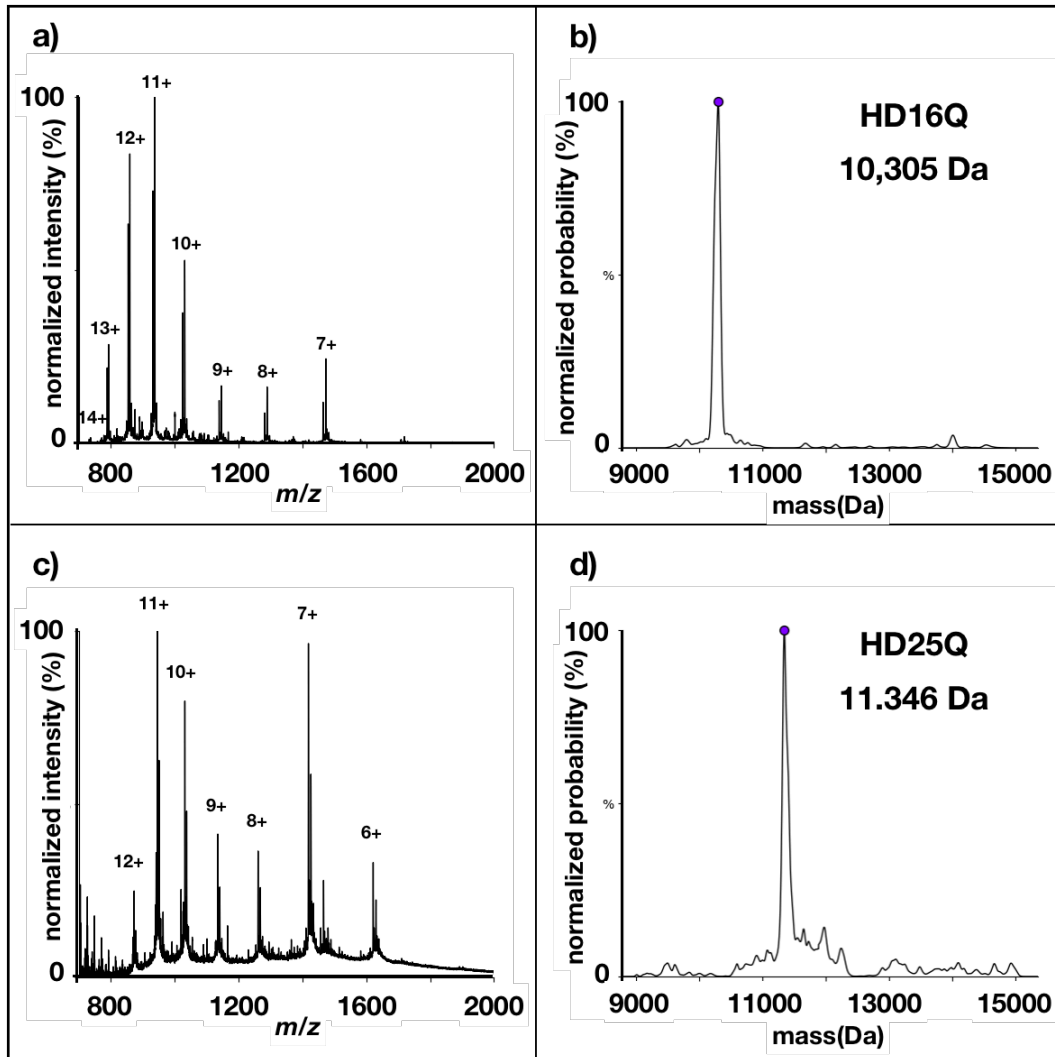 a)
normalized intensity (%)
100
0
14+
13+
12+
11+
10+
9+
8+
7+
800
1200
1600
2000
m/z
b)
normalized probability (%)
100
%
0
HD16Q
10,305 Da
9000
11000
13000
15000
mass(Da)
c)
normalized intensity (%)
100
0
12+
11+
10+
9+
8+
7+
6+
800
1200
1600
2000
m/z
d)
normalized probability (%)
100
%
0
HD25Q
11.346 Da
9000
11000
13000
15000
mass(Da)